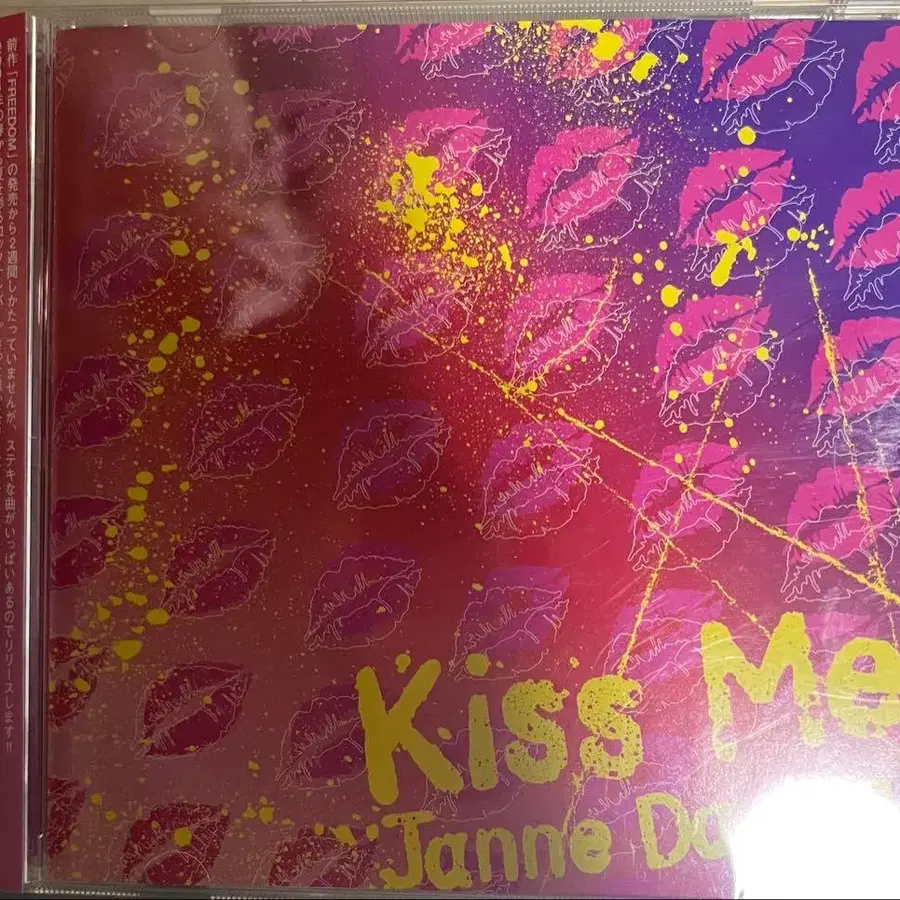 前作「FREEDOM」の発売から2週間しかたっていませんが、ステキな曲がいっぱいあるのでリリースします!!
Kiss Me
Janne Da